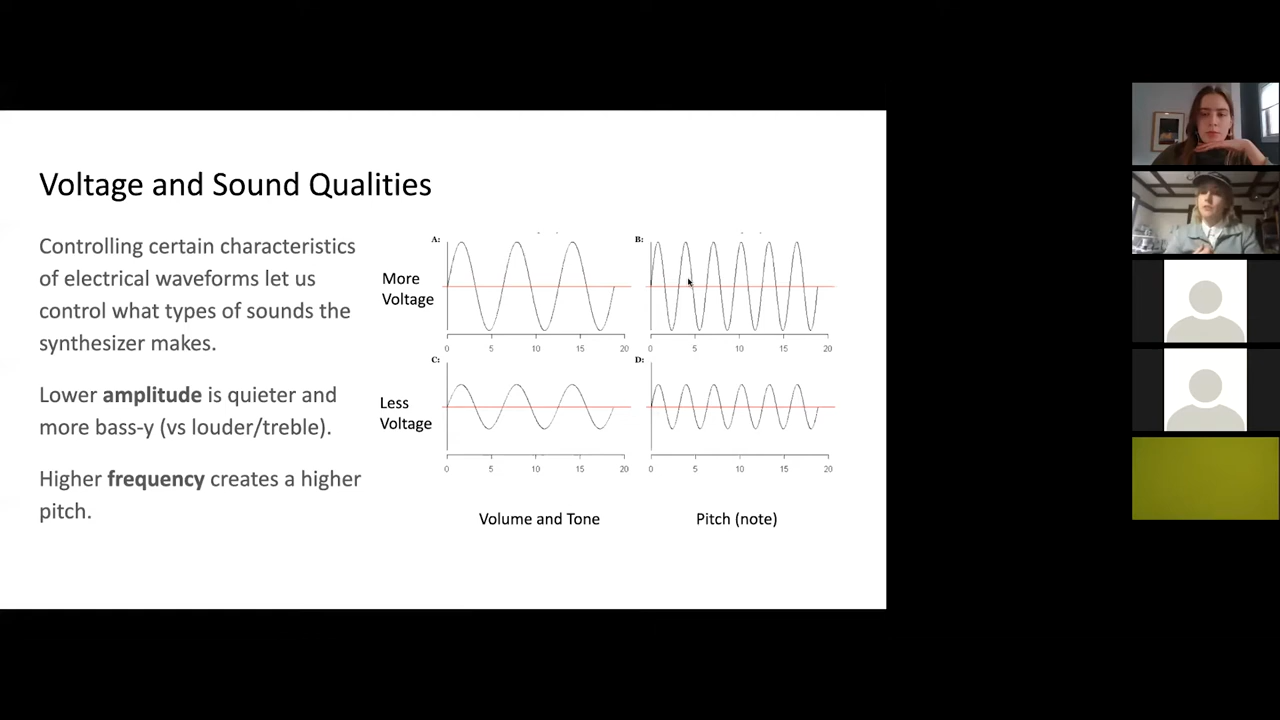 Voltage and Sound Qualities
Controlling certain characteristics
of electrical waveforms let us
control what types of sounds the
synthesizer makes.
Lower amplitude is quieter and
more bass-y (vs louder/treble).
Higher frequency creates a higher
pitch.
More
Voltage
Less
Voltage
A:
0 5 10 15 20
B:
0 5 10 15 20
C:
0 5 10 15 20
D:
0 5 10 15 20
Volume and Tone
Pitch (note)